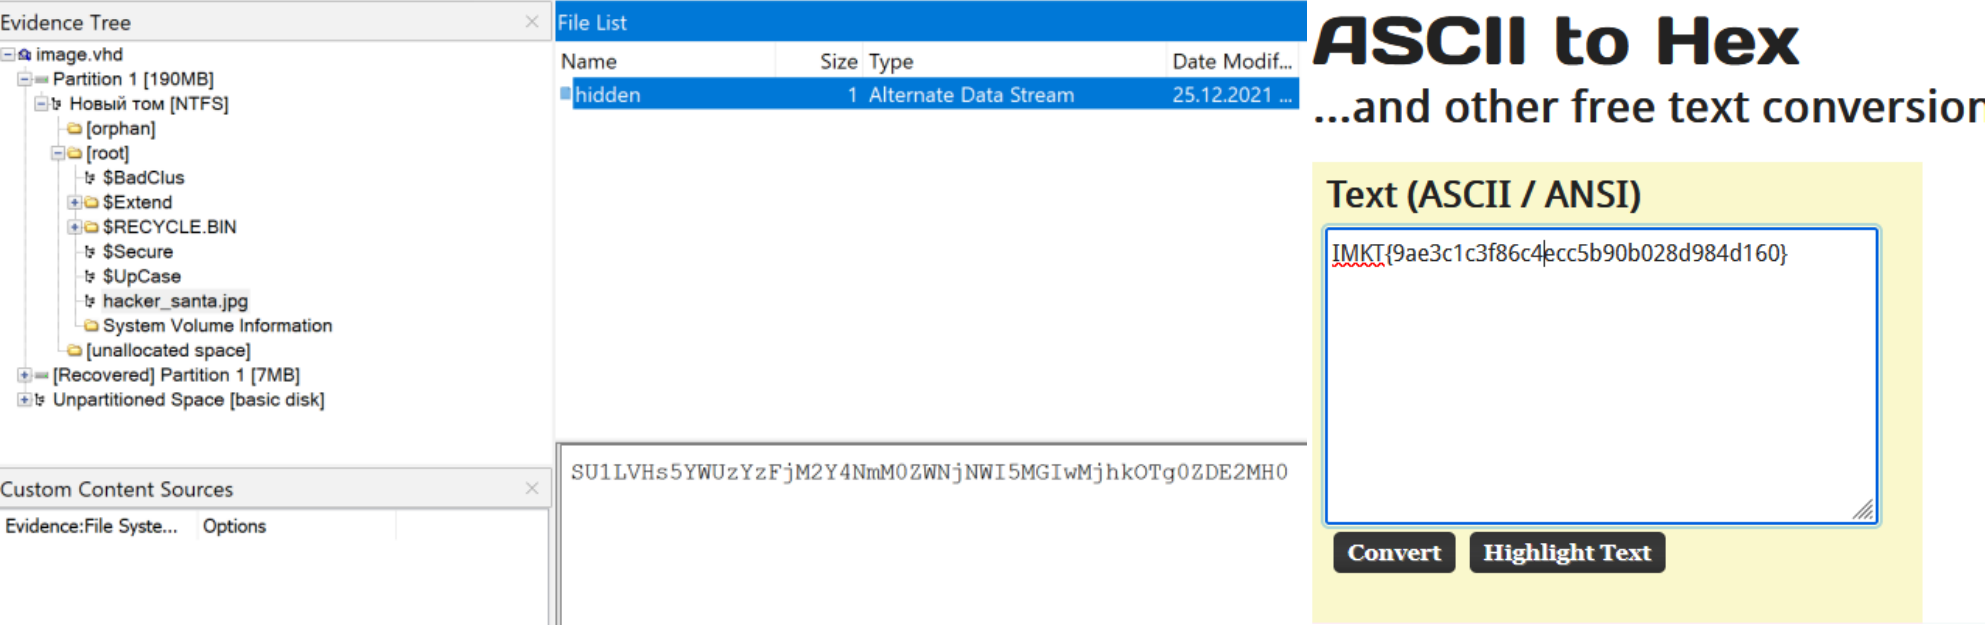 Evidence Tree
image.vhd
Partition 1 [190MB]
Новый том [NTFS]
[orphan]
[root]
$BadClus
$Extend
$RECYCLE.BIN
$Secure
$UpCase
hacker_santa.jpg
System Volume Information
[unallocated space]
[Recovered] Partition 1 [7MB]
Unpartitioned Space [basic disk]
Custom Content Sources
Evidence:File Syste... Options
File List
Name Size Type Date Modif...
hidden 1 Alternate Data Stream 25.12.2021 ...
SU1LVHs5YWUzYzFjM2Y4NmM0ZWNjNWI5MGIwMjhkOTg0ZDE2MH0
ASCII to Hex
...and other free text conversion
Text (ASCII / ANSI)
IMKT{9ae3c1c3f86c4ecc5b90b028d984d160}
Convert Highlight Text